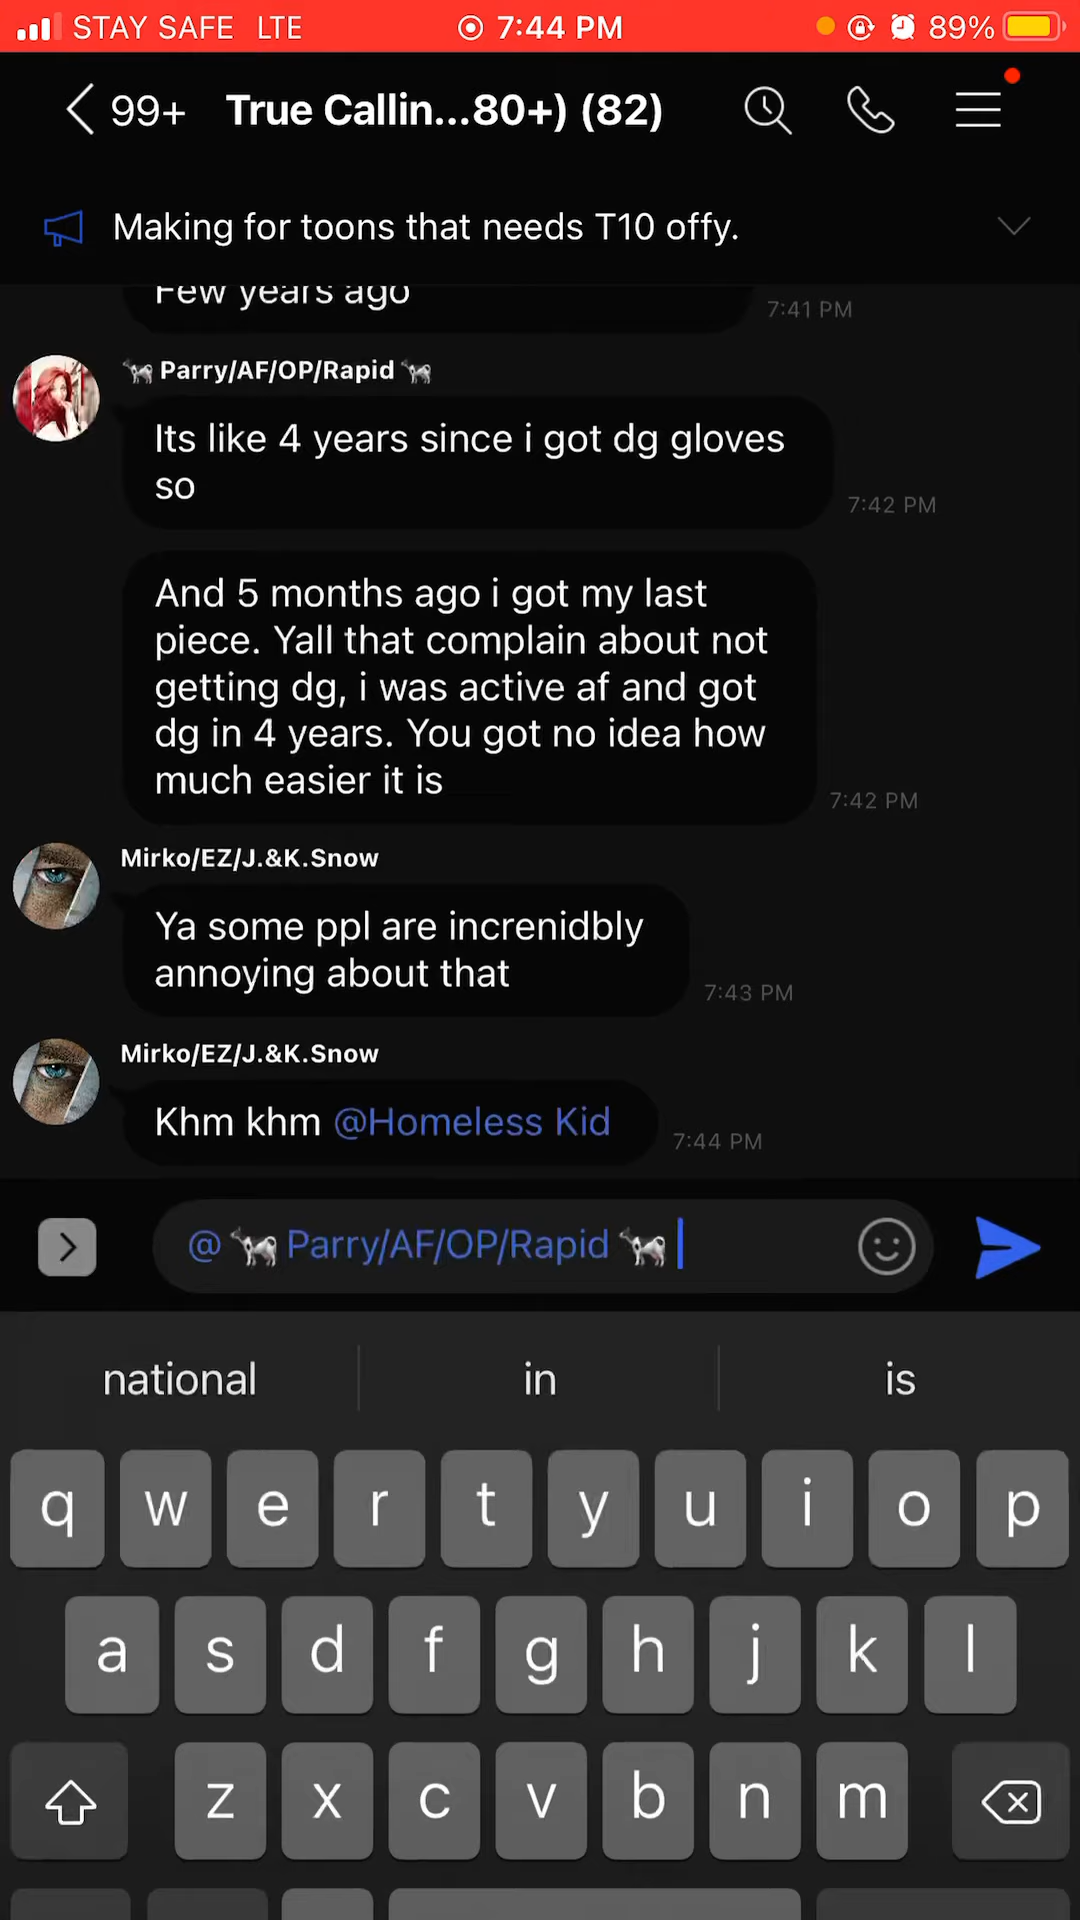 STAY SAFE LTE 7:44 PM 89%
99+ True Callin...80+) (82)
Making for toons that needs T10 offy.
Few years ago
7:41 PM
🐄 Parry/AF/OP/Rapid 🐄
Its like 4 years since i got dg gloves
so
7:42 PM
And 5 months ago i got my last
piece. Yall that complain about not
getting dg, i was active af and got
dg in 4 years. You got no idea how
much easier it is
7:42 PM
Mirko/EZ/J.&K.Snow
Ya some ppl are increnidbly
annoying about that
7:43 PM
Mirko/EZ/J.&K.Snow
Khm khm @Homeless Kid
7:44 PM
@🐄 Parry/AF/OP/Rapid 🐄
national in is
q w e r t y u i o p
a s d f g h j k l
z x c v b n m